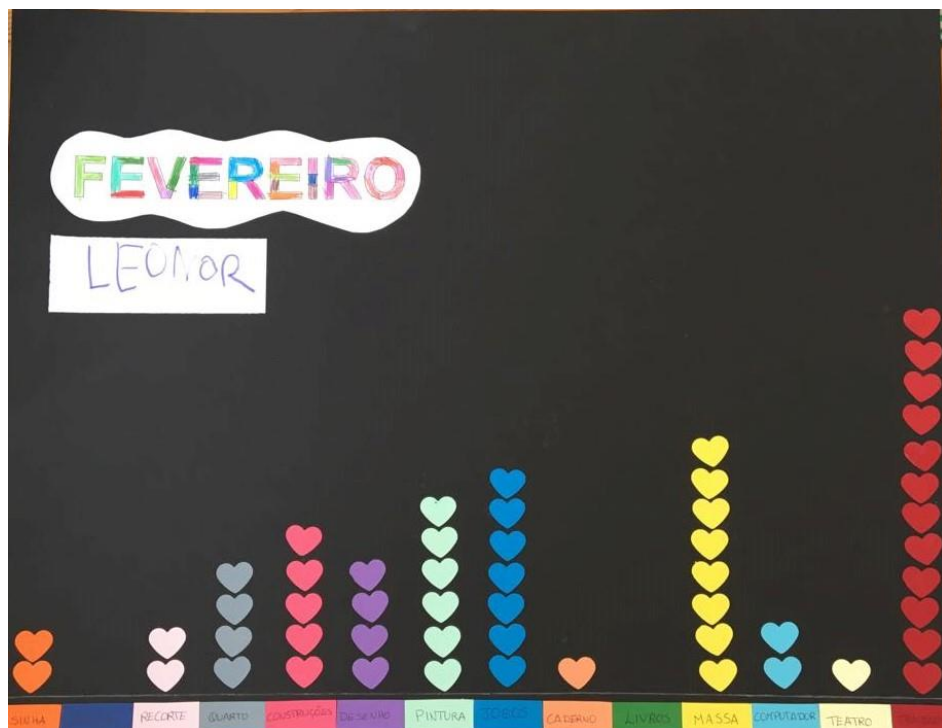 FEVEREIRO
LEONOR
RECORTE QUARTO CONSTRUÇÕES DESENHO PINTURA JOGOS CADERNO LIVROS MASSA COMPUTADOR TEATRO